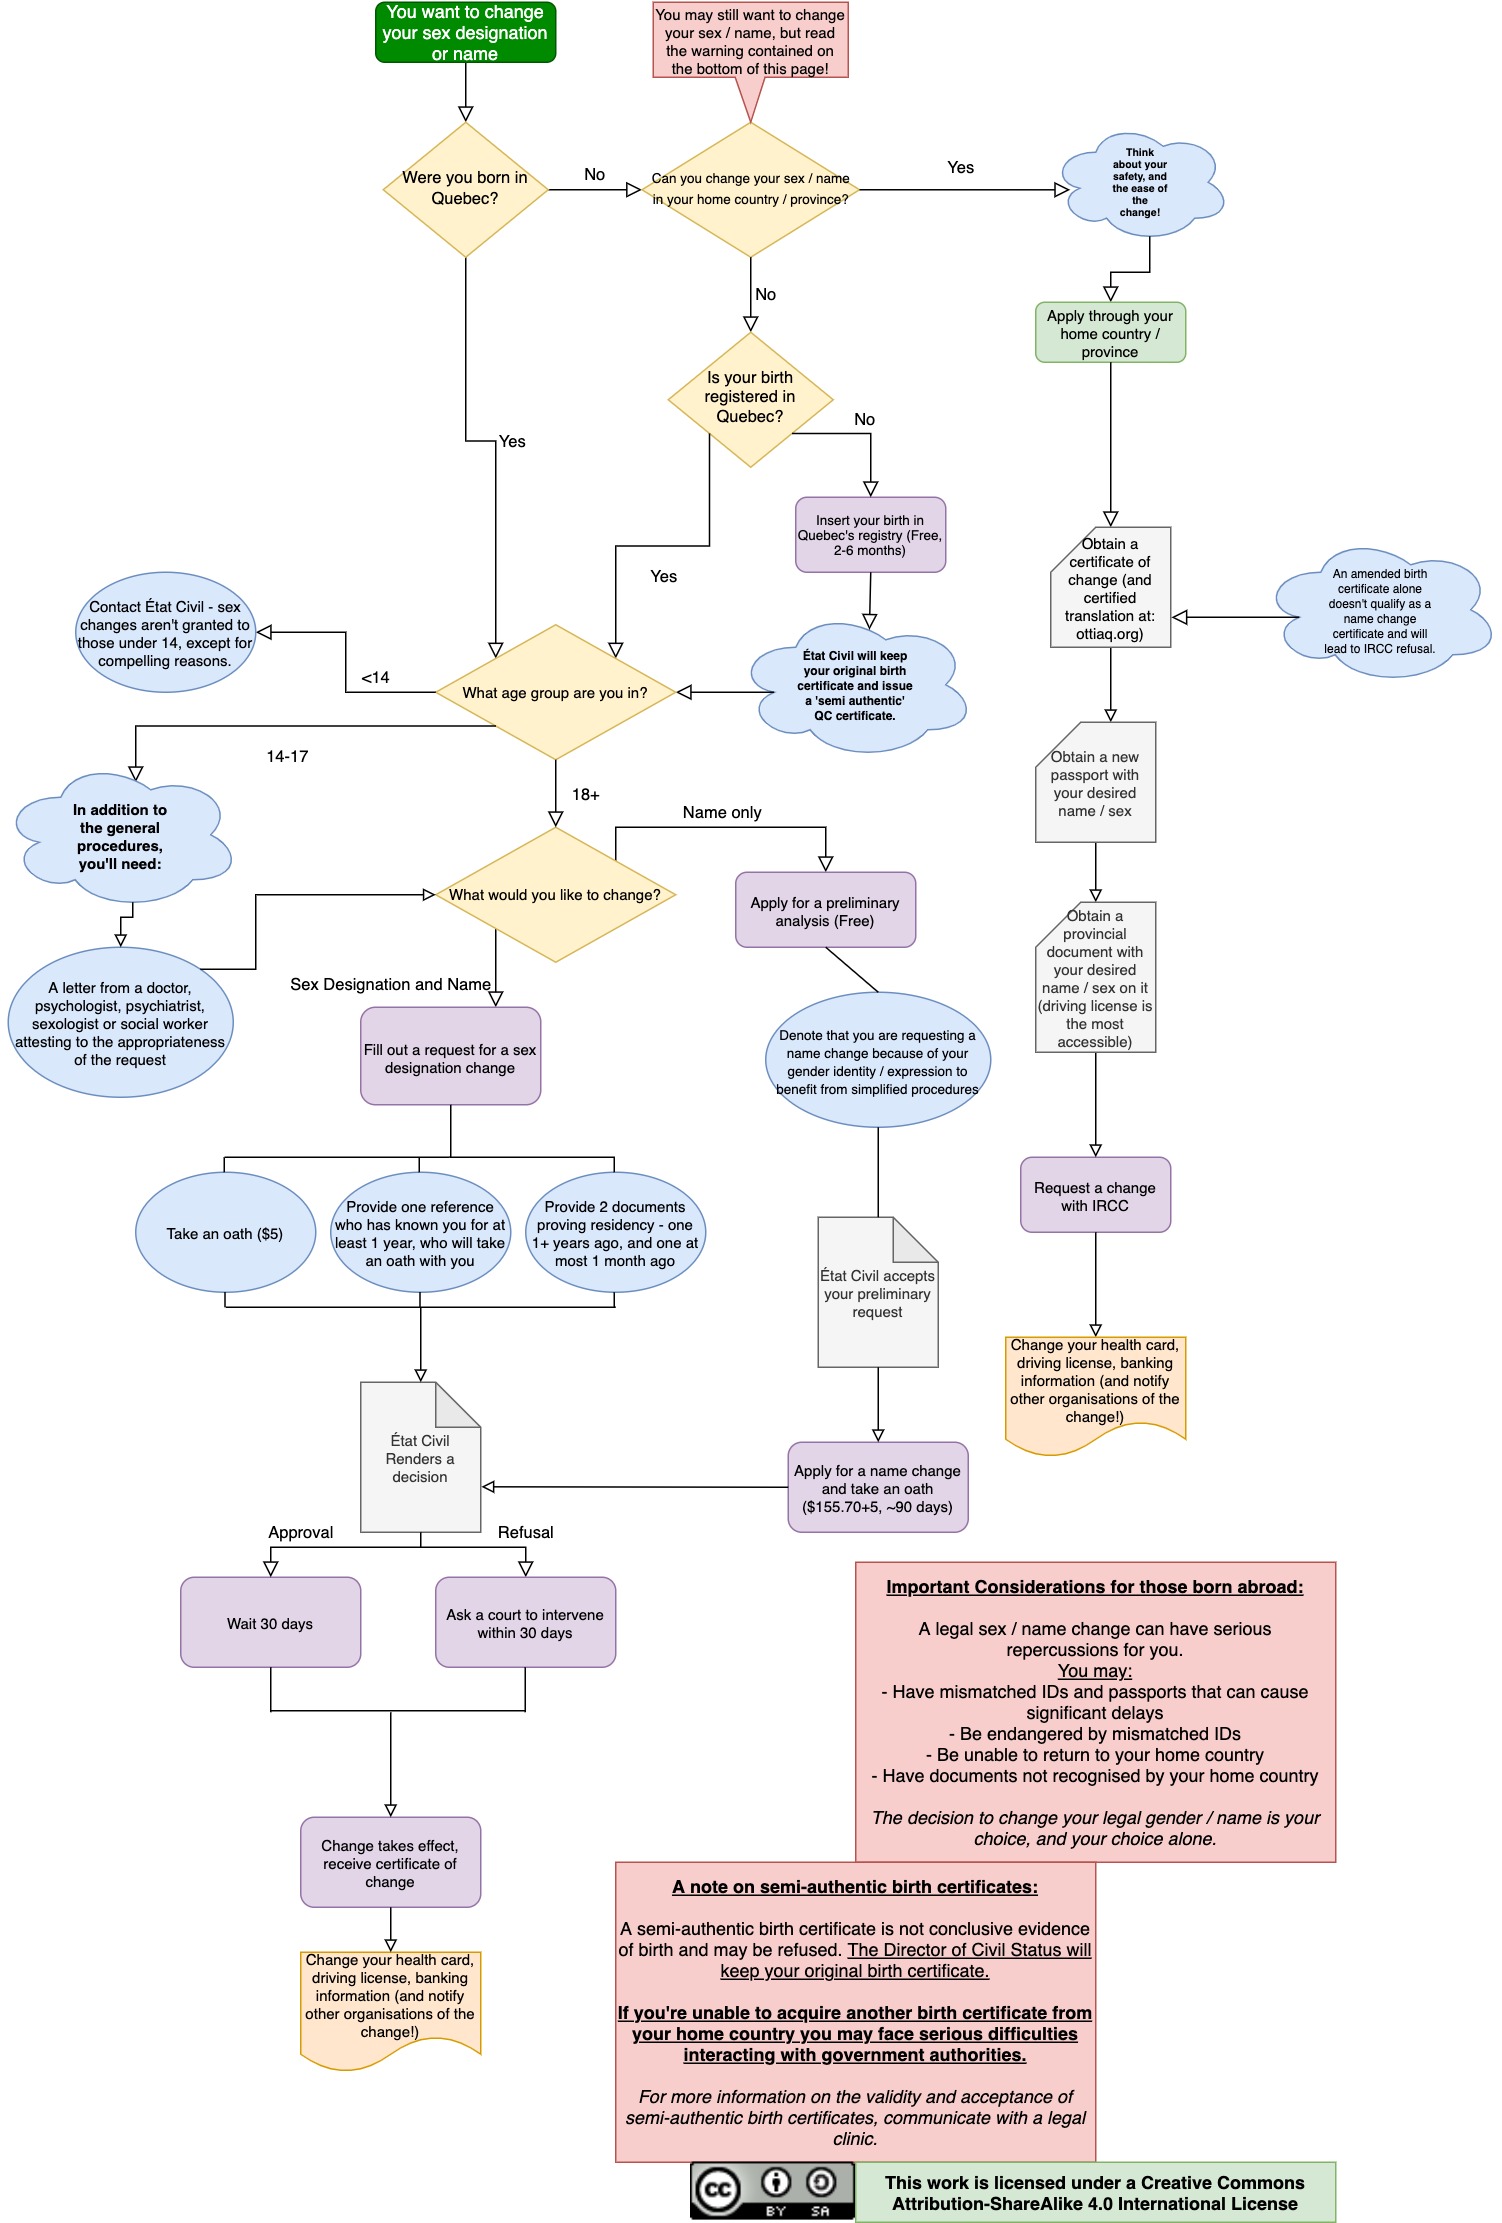 You want to change
your sex designation
or name
You may still want to change
your sex / name, but read
the warning contained on
the bottom of this page!
Were you born in
Quebec?
No
Can you change your sex / name
in your home country / province?
Yes
Think
about your
safety, and
the ease of
the
change!
No
Apply through your
home country /
province
Is your birth
registered in
Quebec?
No
Yes
Insert your birth in
Quebec's registry (Free,
2-6 months)
Yes
Obtain a
certificate of
change (and
certified
translation at:
ottiaq.org)
An amended birth
certificate alone
doesn't qualify as a
name change
certificate and will
lead to IRCC refusal.
Contact État Civil - sex
changes aren't granted to
those under 14, except for
compelling reasons.
<14
What age group are you in?
État Civil will keep
your original birth
certificate and issue
a 'semi authentic'
QC certificate.
14-17
18+
Name only
Obtain a new
passport with
your desired
name / sex
In addition to
the general
procedures,
you'll need:
What would you like to change?
Apply for a preliminary
analysis (Free)
Obtain a
provincial
document with
your desired
name / sex on it
(driving license is
the most
accessible)
A letter from a doctor,
psychologist, psychiatrist,
sexologist or social worker
attesting to the appropriateness
of the request
Sex Designation and Name
Fill out a request for a sex
designation change
Denote that you are requesting a
name change because of your
gender identity / expression to
benefit from simplified procedures
Take an oath ($5)
Provide one reference
who has known you for at
least 1 year, who will take
an oath with you
Provide 2 documents
proving residency - one
1+ years ago, and one at
most 1 month ago
Request a change
with IRCC
État Civil accepts
your preliminary
request
Change your health card,
driving license, banking
information (and notify
other organisations of the
change!)
État Civil
Renders a
decision
Apply for a name change
and take an oath
($155.70+5, ~90 days)
Approval
Refusal
Wait 30 days
Ask a court to intervene
within 30 days
Important Considerations for those born abroad:
A legal sex / name change can have serious
repercussions for you.
You may:
- Have mismatched IDs and passports that can cause
significant delays
- Be endangered by mismatched IDs
- Be unable to return to your home country
- Have documents not recognised by your home country
The decision to change your legal gender / name is your
choice, and your choice alone.
Change takes effect,
receive certificate of
change
Change your health card,
driving license, banking
information (and notify
other organisations of the
change!)
A note on semi-authentic birth certificates:
A semi-authentic birth certificate is not conclusive evidence
of birth and may be refused. The Director of Civil Status will
keep your original birth certificate.
If you're unable to acquire another birth certificate from
your home country you may face serious difficulties
interacting with government authorities.
For more information on the validity and acceptance of
semi-authentic birth certificates, communicate with a legal
clinic.
cc
BY SA
This work is licensed under a Creative Commons
Attribution-ShareAlike 4.0 International License